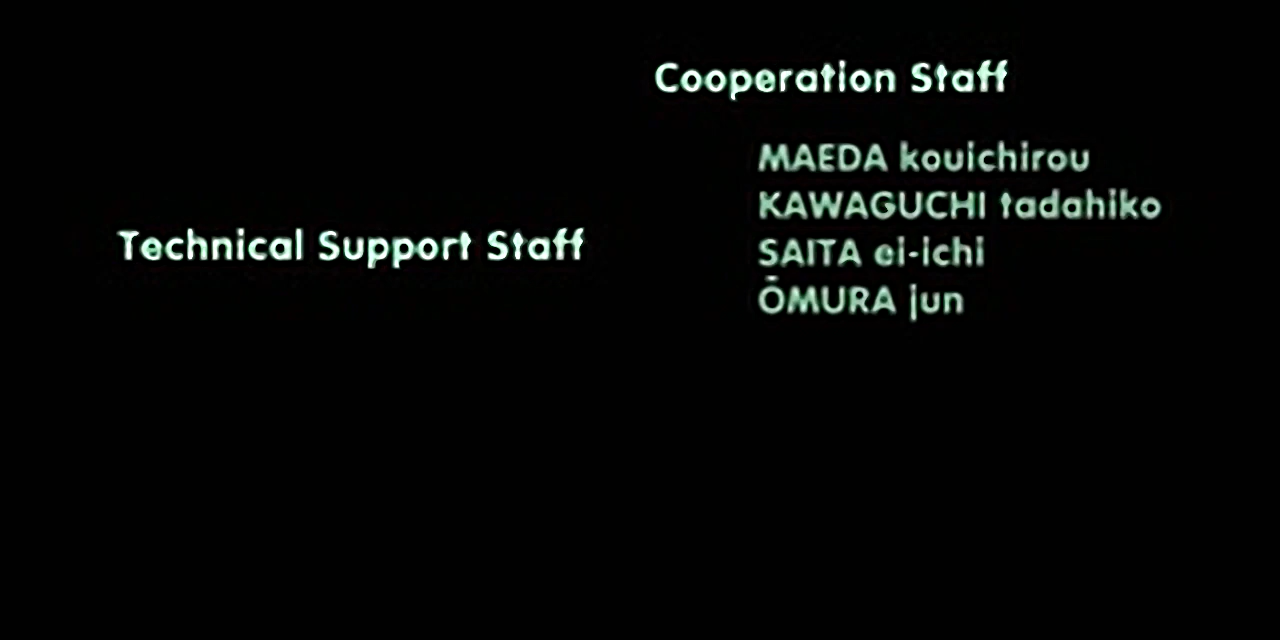 Cooperation Staff
MAEDA kouichirou
KAWAGUCHI tadahiko
SAITA ei-ichi
ŌMURA jun
Technical Support Staff